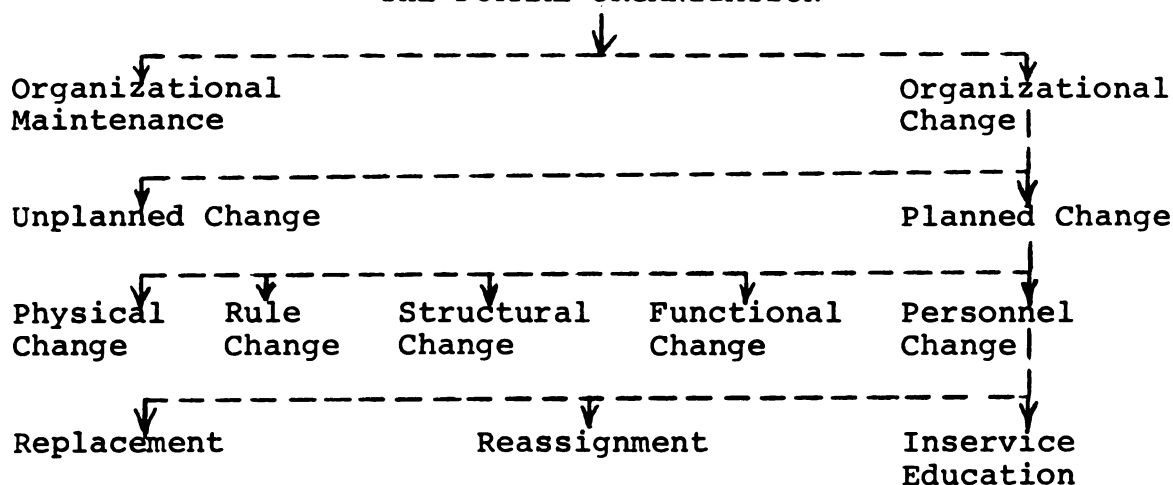 Organizational Organizational
Maintenance Change
Unplanned Change Planned Change
Physical Rule Structural Functional Personnel
Change Change Change Change Change
Replacement Reassignment Inservice
Education